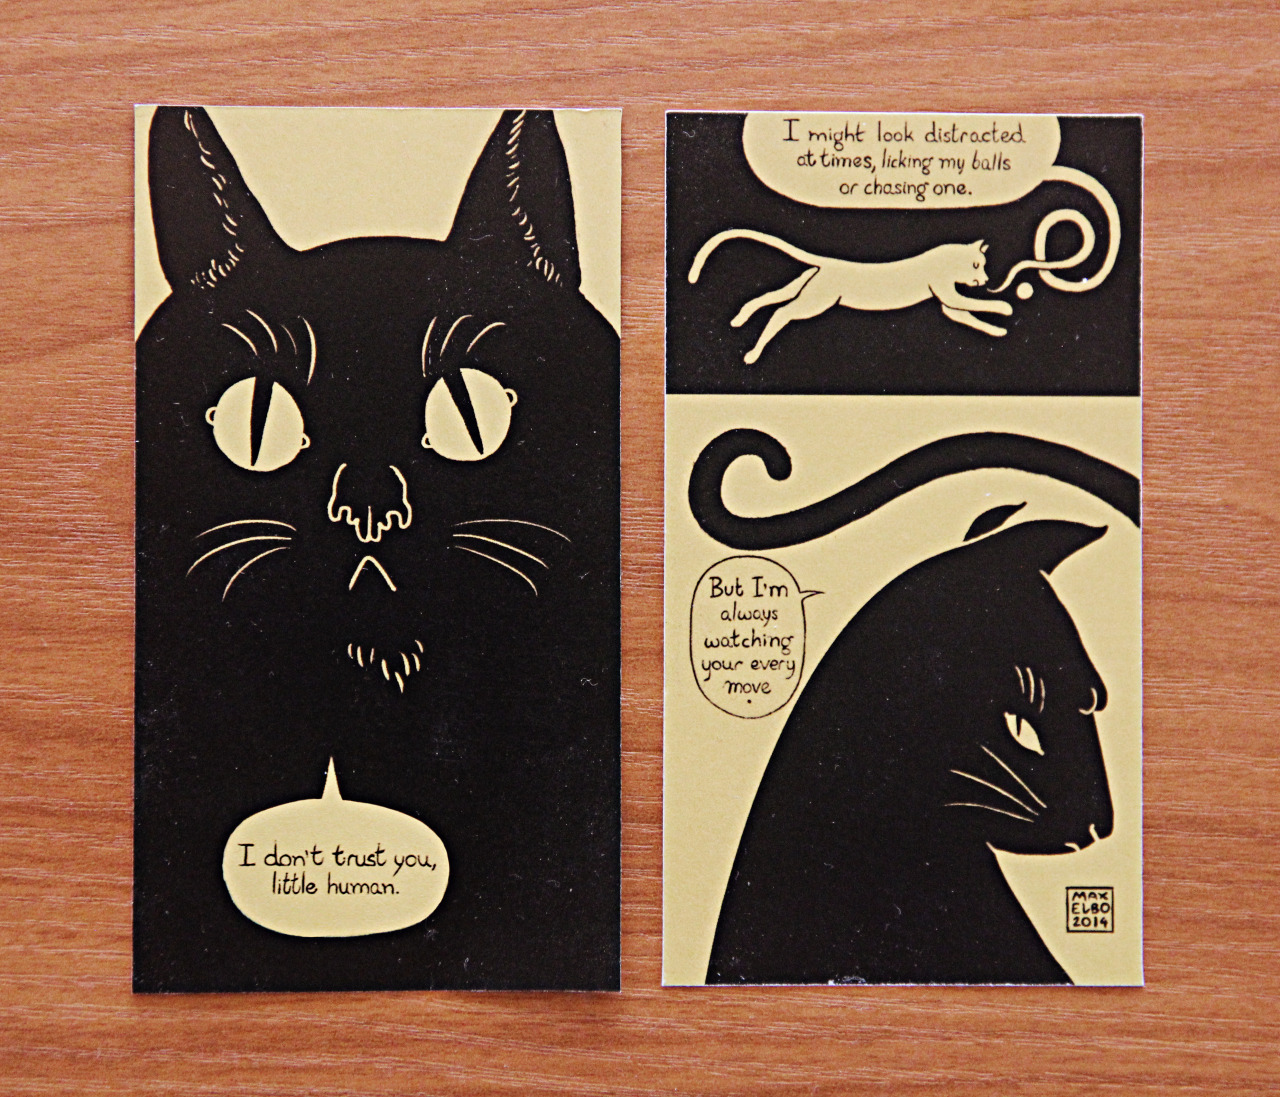 I don't trust you,
little human.
I might look distracted
at times, licking my balls
or chasing one.
But I'm
always
watching
your every
move
.
MAX
ELBO
2014